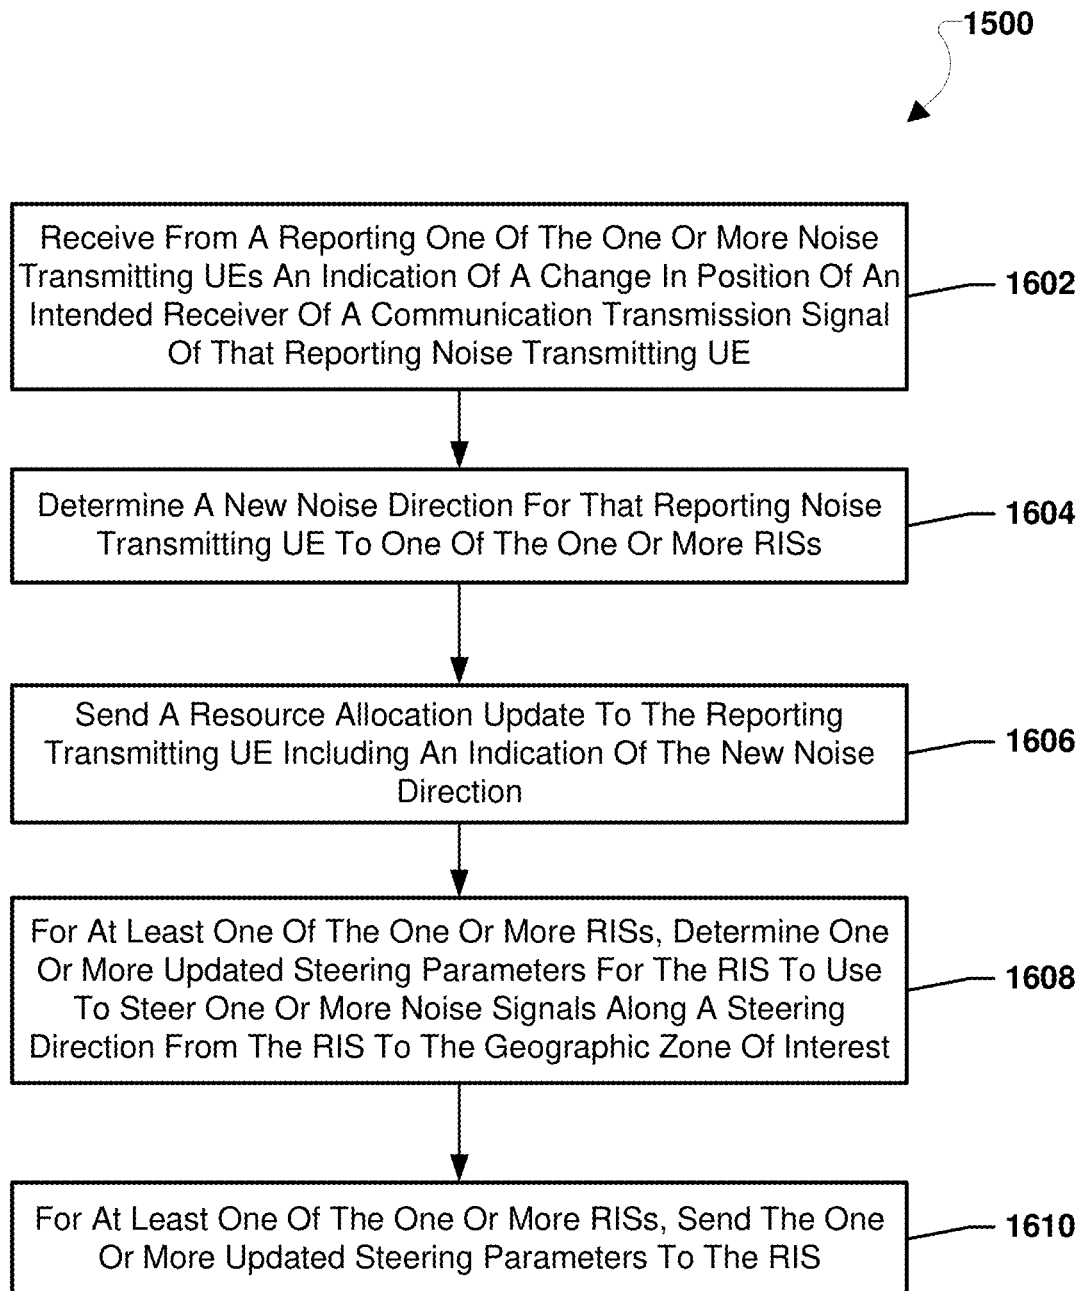 1500
Receive From A Reporting One Of The One Or More Noise
Transmitting UEs An Indication Of A Change In Position Of An
Intended Receiver Of A Communication Transmission Signal
Of That Reporting Noise Transmitting UE
1602
Determine A New Noise Direction For That Reporting Noise
Transmitting UE To One Of The One Or More RISs
1604
Send A Resource Allocation Update To The Reporting
Transmitting UE Including An Indication Of The New Noise
Direction
1606
For At Least One Of The One Or More RISs, Determine One
Or More Updated Steering Parameters For The RIS To Use
To Steer One Or More Noise Signals Along A Steering
Direction From The RIS To The Geographic Zone Of Interest
1608
For At Least One Of The One Or More RISs, Send The One
Or More Updated Steering Parameters To The RIS
1610